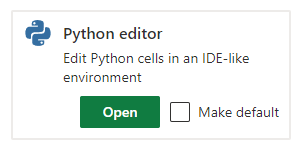 Python editor
Edit Python cells in an IDE-like
environment
Open
Make default